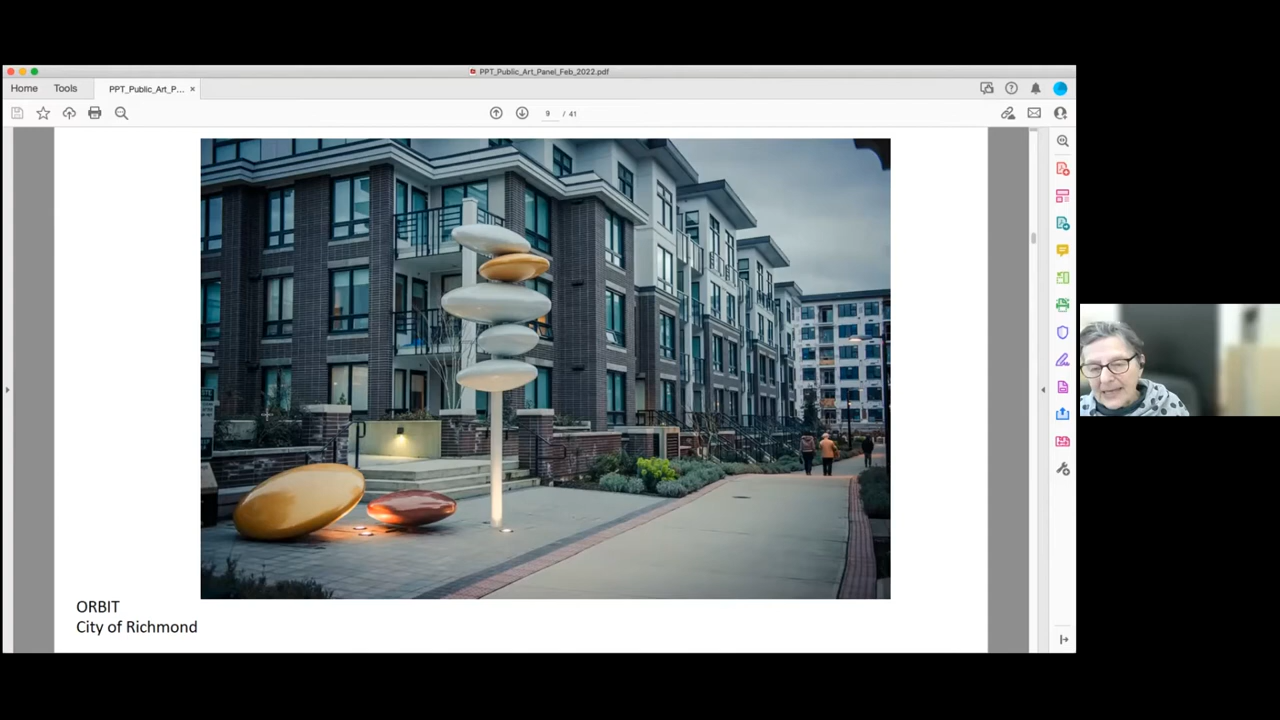 PPT_Public_Art_Panel_Feb_2022.pdf
Home Tools PPT_Public_Art_P... ×
9 / 41
ORBIT
City of Richmond